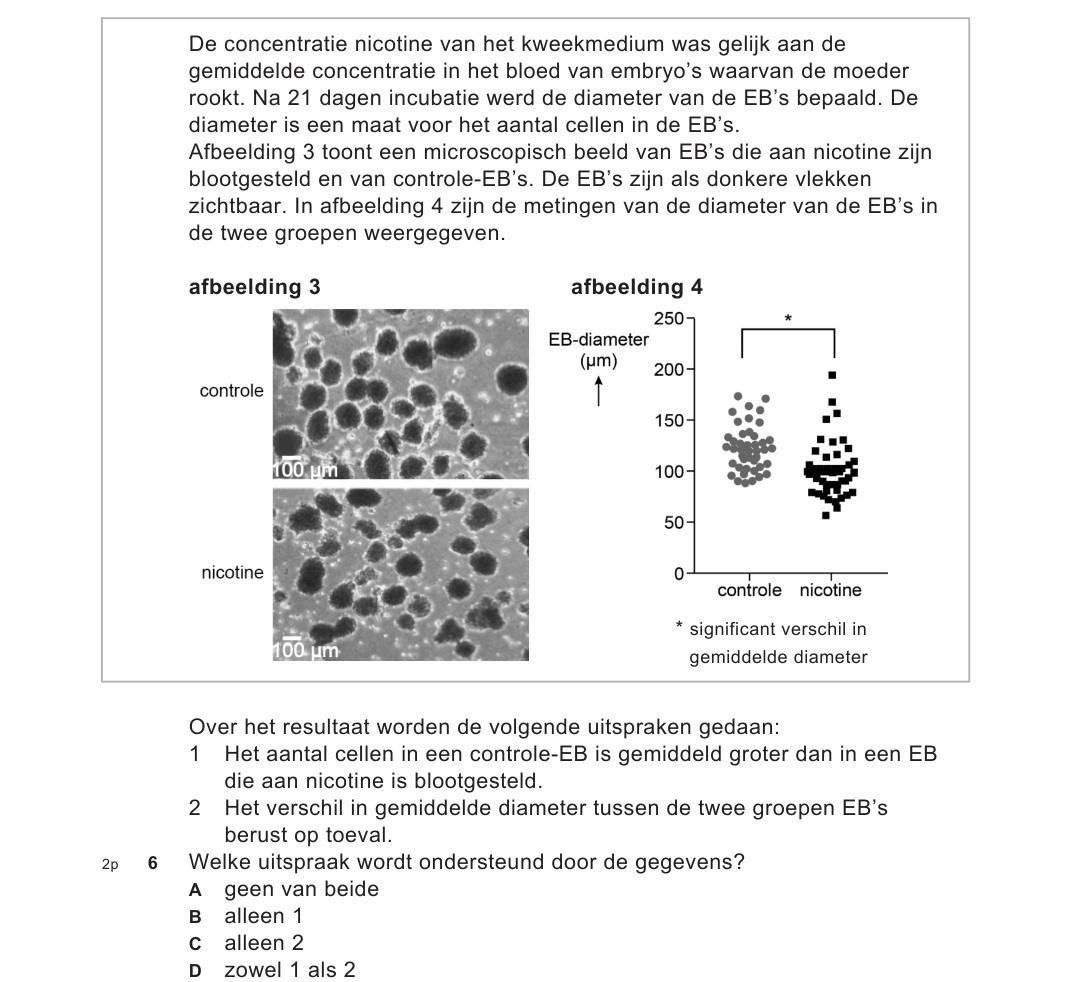 De concentratie nicotine van het kweekmedium was gelijk aan de
gemiddelde concentratie in het bloed van embryo’s waarvan de moeder
rookt. Na 21 dagen incubatie werd de diameter van de EB’s bepaald. De
diameter is een maat voor het aantal cellen in de EB’s.
Afbeelding 3 toont een microscopisch beeld van EB’s die aan nicotine zijn
blootgesteld en van controle-EB’s. De EB’s zijn als donkere vlekken
zichtbaar. In afbeelding 4 zijn de metingen van de diameter van de EB’s in
de twee groepen weergegeven.
afbeelding 3
controle
100 µm
nicotine
100 µm
afbeelding 4
EB-diameter
(µm)
250
200
150
100
50
0
*
controle nicotine
* significant verschil in
gemiddelde diameter
Over het resultaat worden de volgende uitspraken gedaan:
1 Het aantal cellen in een controle-EB is gemiddeld groter dan in een EB
die aan nicotine is blootgesteld.
2 Het verschil in gemiddelde diameter tussen de twee groepen EB’s
berust op toeval.
2p 6 Welke uitspraak wordt ondersteund door de gegevens?
A geen van beide
B alleen 1
C alleen 2
D zowel 1 als 2